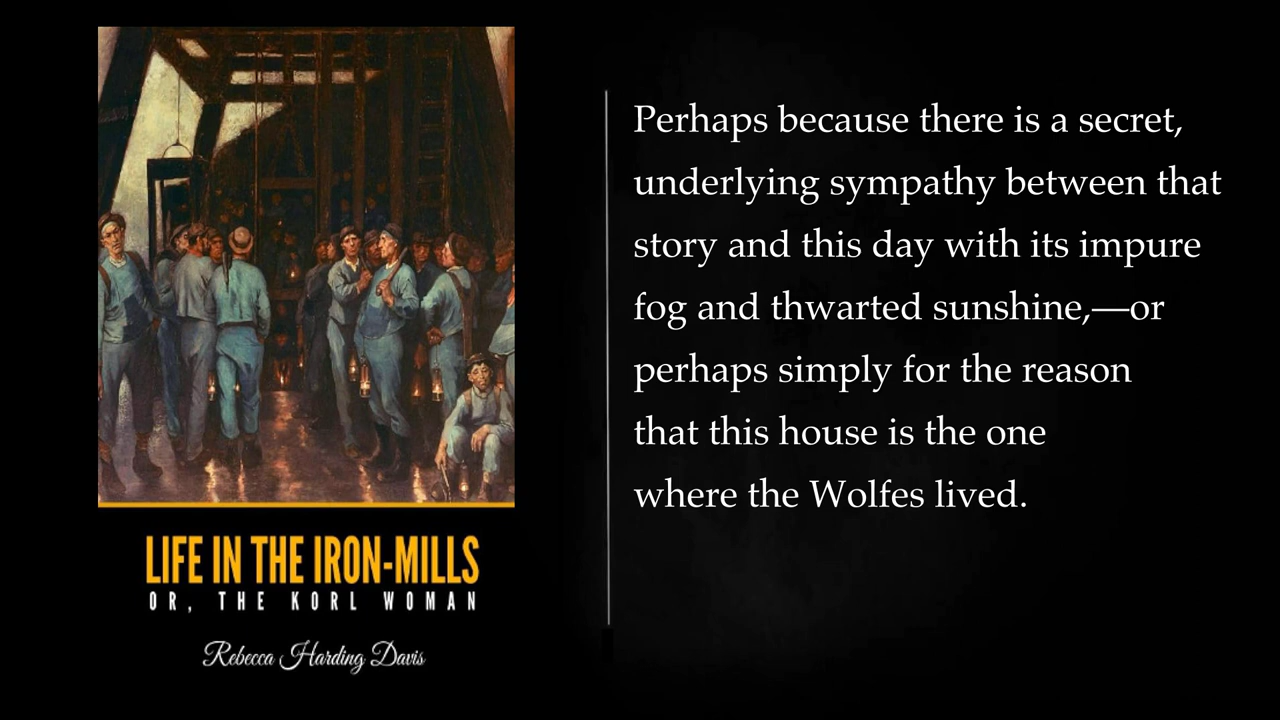 LIFE IN THE IRON-MILLS
OR, THE KORL WOMAN
Rebecca Harding Davis
Perhaps because there is a secret,
underlying sympathy between that
story and this day with its impure
fog and thwarted sunshine,—or
perhaps simply for the reason
that this house is the one
where the Wolfes lived.